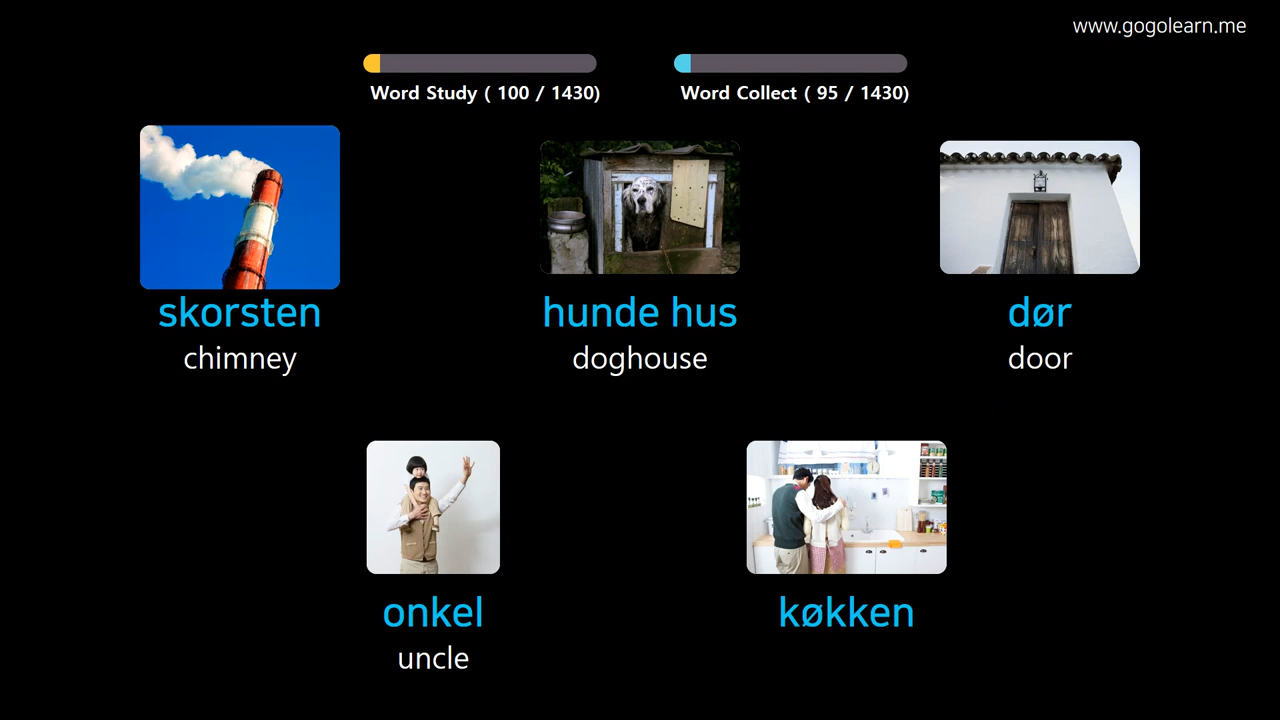 www.gogolearn.me
Word Study ( 100 / 1430)
Word Collect ( 95 / 1430)
skorsten
chimney
hunde hus
doghouse
dør
door
onkel
uncle
køkken